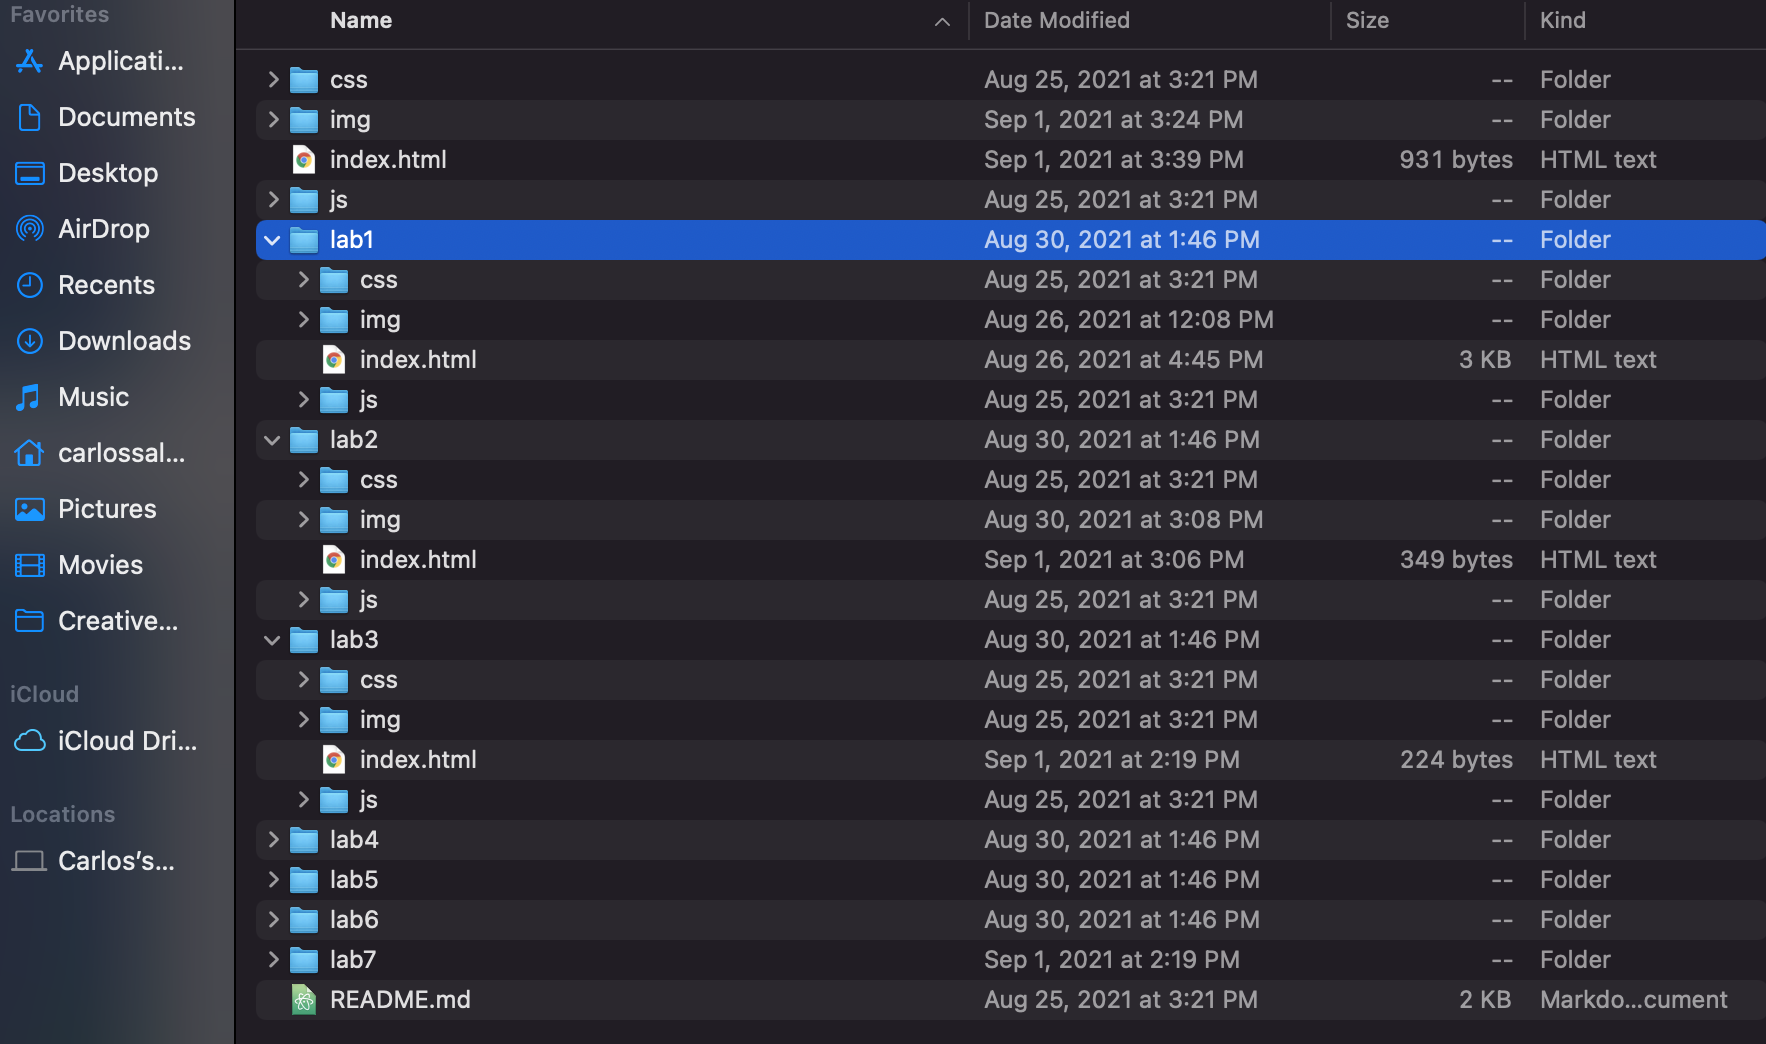 Favorites
Applicati...
Documents
Desktop
AirDrop
Recents
Downloads
Music
carlossal...
Pictures
Movies
Creative...
iCloud
iCloud Dri...
Locations
Carlos's...
Name Date Modified Size Kind
css Aug 25, 2021 at 3:21 PM -- Folder
img Sep 1, 2021 at 3:24 PM -- Folder
index.html Sep 1, 2021 at 3:39 PM 931 bytes HTML text
js Aug 25, 2021 at 3:21 PM -- Folder
lab1 Aug 30, 2021 at 1:46 PM -- Folder
css Aug 25, 2021 at 3:21 PM -- Folder
img Aug 26, 2021 at 12:08 PM -- Folder
index.html Aug 26, 2021 at 4:45 PM 3 KB HTML text
js Aug 25, 2021 at 3:21 PM -- Folder
lab2 Aug 30, 2021 at 1:46 PM -- Folder
css Aug 25, 2021 at 3:21 PM -- Folder
img Aug 30, 2021 at 3:08 PM -- Folder
index.html Sep 1, 2021 at 3:06 PM 349 bytes HTML text
js Aug 25, 2021 at 3:21 PM -- Folder
lab3 Aug 30, 2021 at 1:46 PM -- Folder
css Aug 25, 2021 at 3:21 PM -- Folder
img Aug 25, 2021 at 3:21 PM -- Folder
index.html Sep 1, 2021 at 2:19 PM 224 bytes HTML text
js Aug 25, 2021 at 3:21 PM -- Folder
lab4 Aug 30, 2021 at 1:46 PM -- Folder
lab5 Aug 30, 2021 at 1:46 PM -- Folder
lab6 Aug 30, 2021 at 1:46 PM -- Folder
lab7 Sep 1, 2021 at 2:19 PM -- Folder
README.md Aug 25, 2021 at 3:21 PM 2 KB Markdo...cument